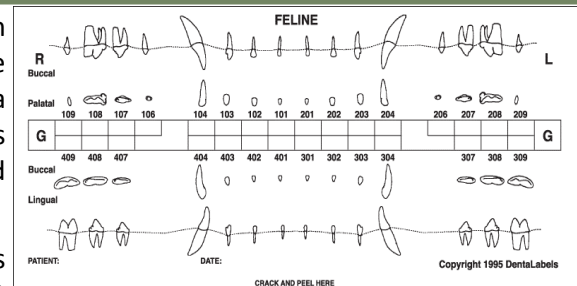 FELINE
R
L
Buccal
Palatal
109 108 107 106 104 103 102 101 201 202 203 204 206 207 208 209
G G
409 408 407 404 403 402 401 301 302 303 304 307 308 309
Buccal
Lingual
PATIENT: DATE: Copyright 1995 DentaLabels
CRACK AND PEEL HERE